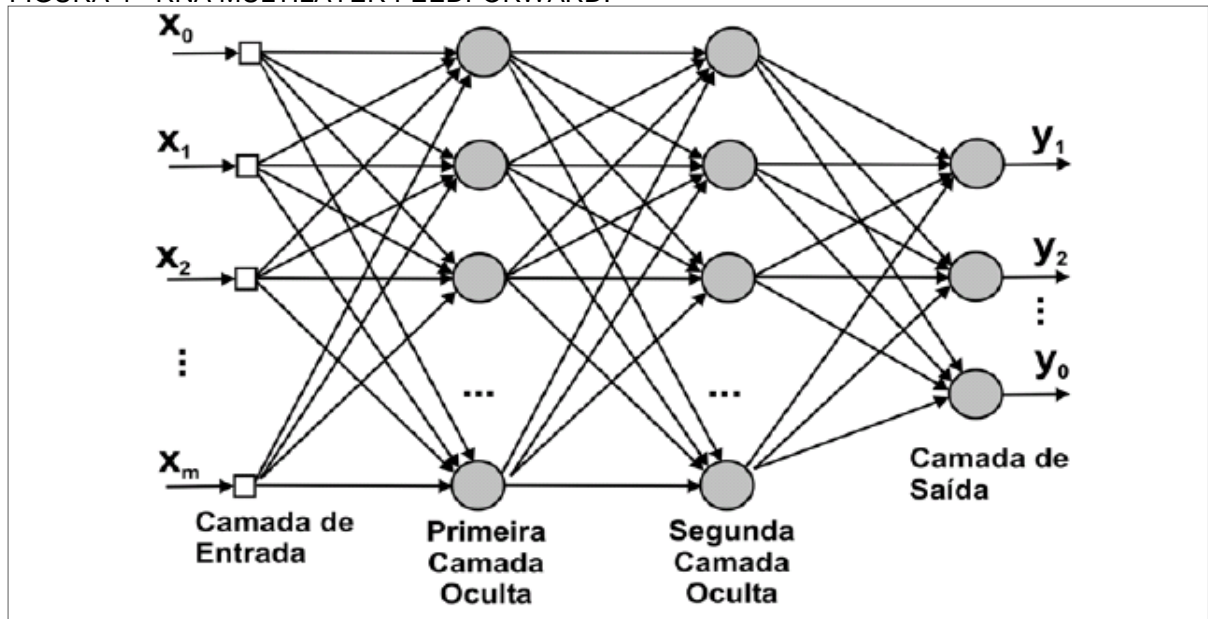 x0
x1
x2
⋮
xm
...
...
y1
y2
⋮
y0
Camada de
Entrada
Primeira
Camada
Oculta
Segunda
Camada
Oculta
Camada de
Saída